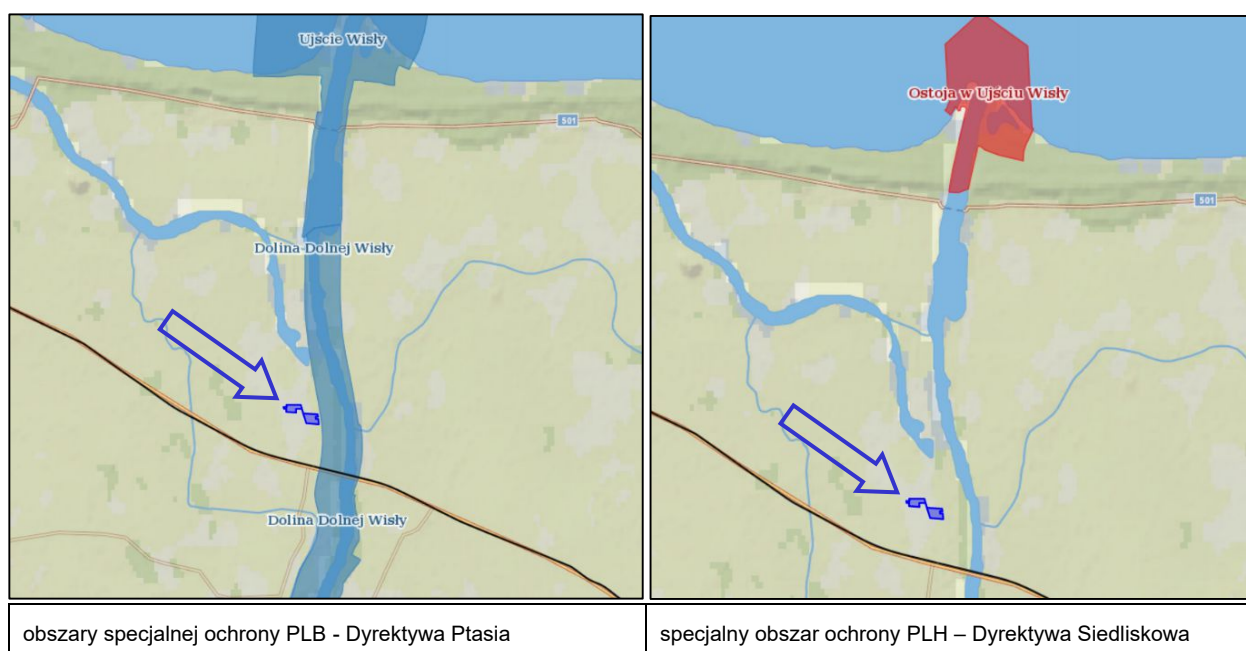 Ujście Wisły
501
Dolina Dolnej Wisły
Dolina Dolnej Wisły
obszary specjalnej ochrony PLB - Dyrektywa Ptasia
Ostoja w Ujściu Wisły
501
specjalny obszar ochrony PLH – Dyrektywa Siedliskowa